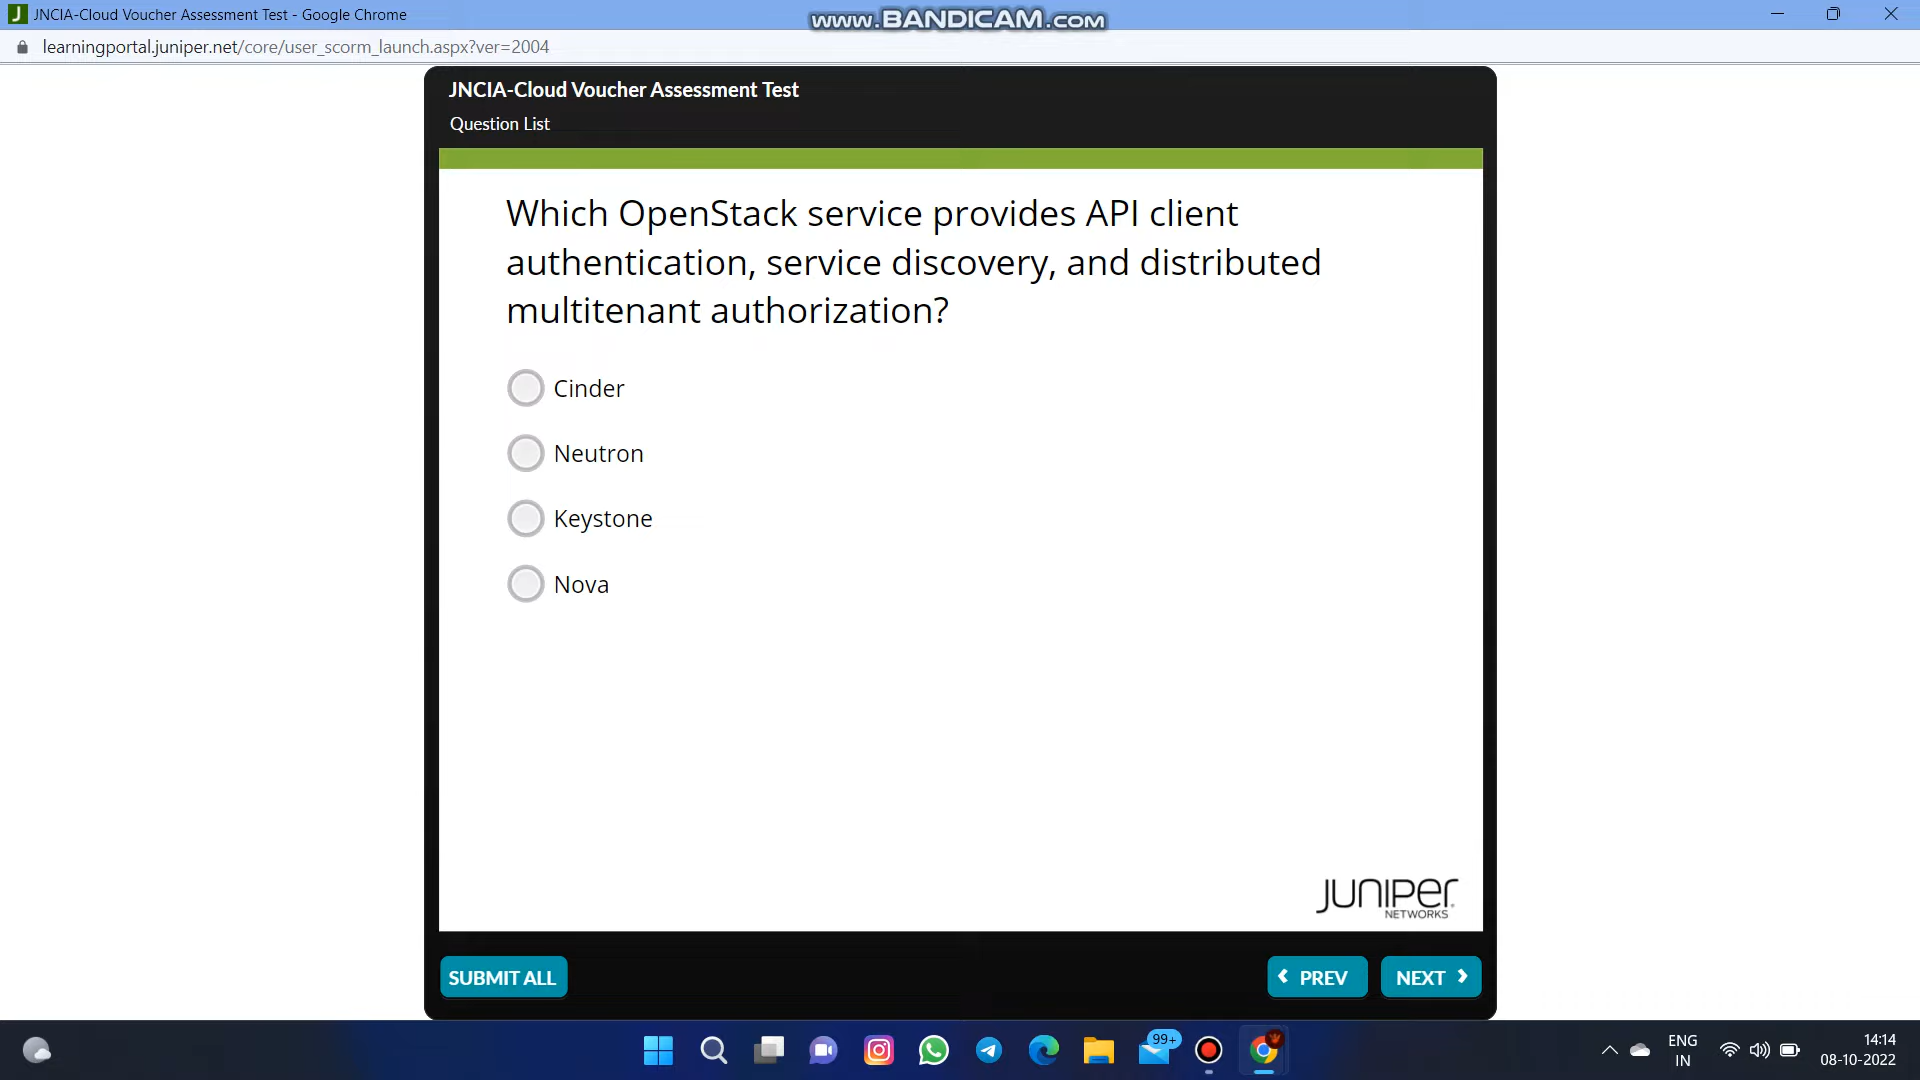 JNCIA-Cloud Voucher Assessment Test - Google Chrome
www.BANDICAM.com
learningportal.juniper.net/core/user_scorm_launch.aspx?ver=2004
JNCIA-Cloud Voucher Assessment Test
Question List
Which OpenStack service provides API client
authentication, service discovery, and distributed
multitenant authorization?
Cinder
Neutron
Keystone
Nova
JUNIPER
NETWORKS
SUBMIT ALL
PREV
NEXT
99+
ENG
IN
14:14
08-10-2022